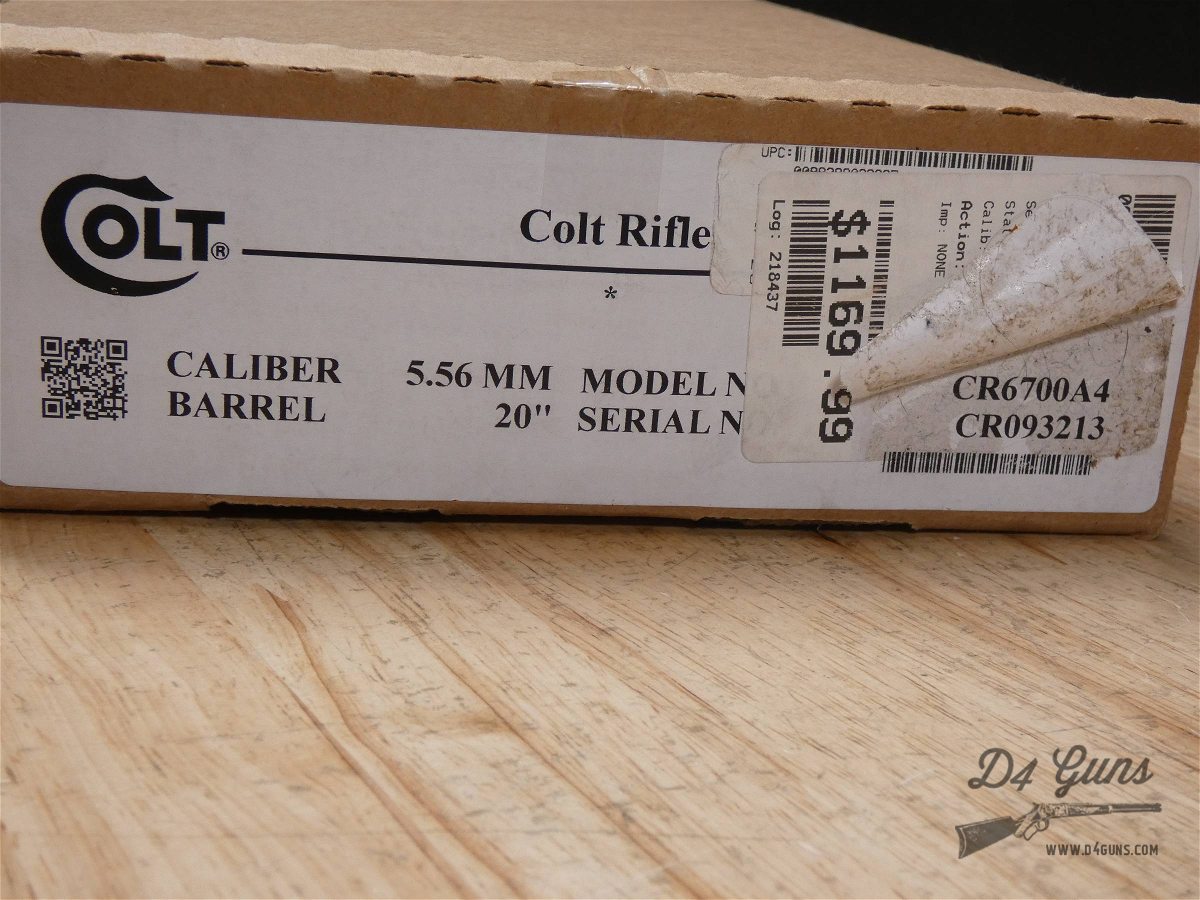 COLT®
Colt Rifle
*
CALIBER 5.56 MM MODEL N CR6700A4
BARREL 20" SERIAL N CR093213
UPC:
$1169.99
Log: 218437
Calib:
Action:
Imp: NONE
D4 Guns
WWW.D4GUNS.COM